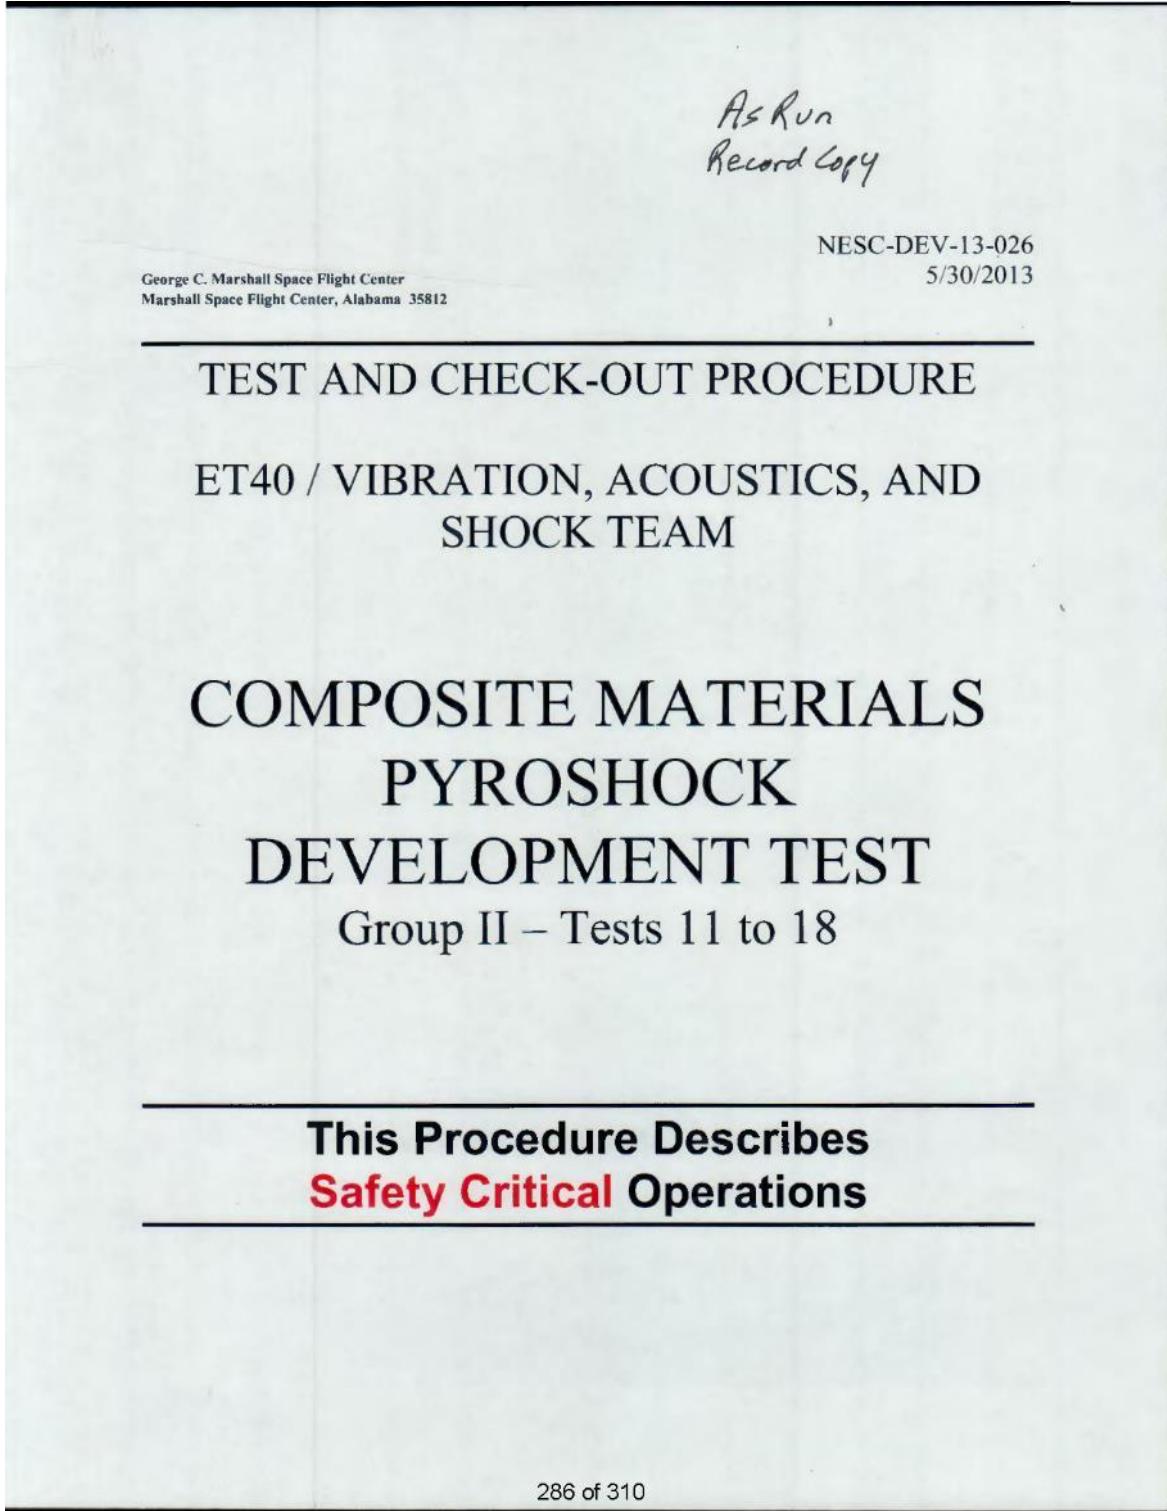 As Run
Record Copy
NESC-DEV-13-026
5/30/2013
George C. Marshall Space Flight Center
Marshall Space Flight Center, Alabama 35812
TEST AND CHECK-OUT PROCEDURE
ET40 / VIBRATION, ACOUSTICS, AND
SHOCK TEAM
COMPOSITE MATERIALS
PYROSHOCK
DEVELOPMENT TEST
Group II – Tests 11 to 18
This Procedure Describes
Safety Critical Operations
286 of 310